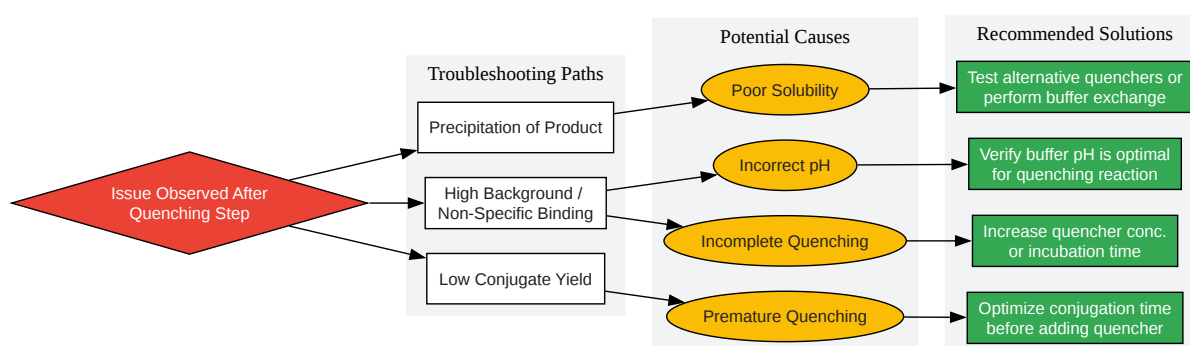 Issue Observed After
Quenching Step
Troubleshooting Paths
Precipitation of Product
High Background /
Non-Specific Binding
Low Conjugate Yield
Potential Causes
Poor Solubility
Incorrect pH
Incomplete Quenching
Premature Quenching
Recommended Solutions
Test alternative quenchers or
perform buffer exchange
Verify buffer pH is optimal
for quenching reaction
Increase quencher conc.
or incubation time
Optimize conjugation time
before adding quencher